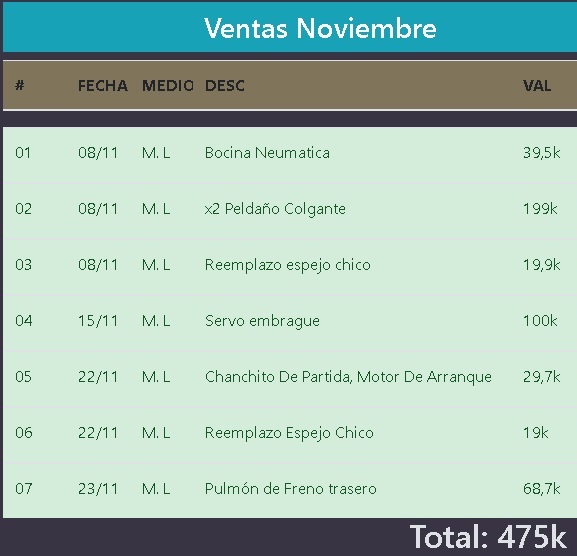 Ventas Noviembre
# FECHA MEDIO DESC VAL
01 08/11 M. L Bocina Neumatica 39,5k
02 08/11 M. L x2 Peldaño Colgante 199k
03 08/11 M. L Reemplazo espejo chico 19,9k
04 15/11 M. L Servo embrague 100k
05 22/11 M. L Chanchito De Partida, Motor De Arranque 29,7k
06 22/11 M. L Reemplazo Espejo Chico 19k
07 23/11 M. L Pulmón de Freno trasero 68,7k
Total: 475k